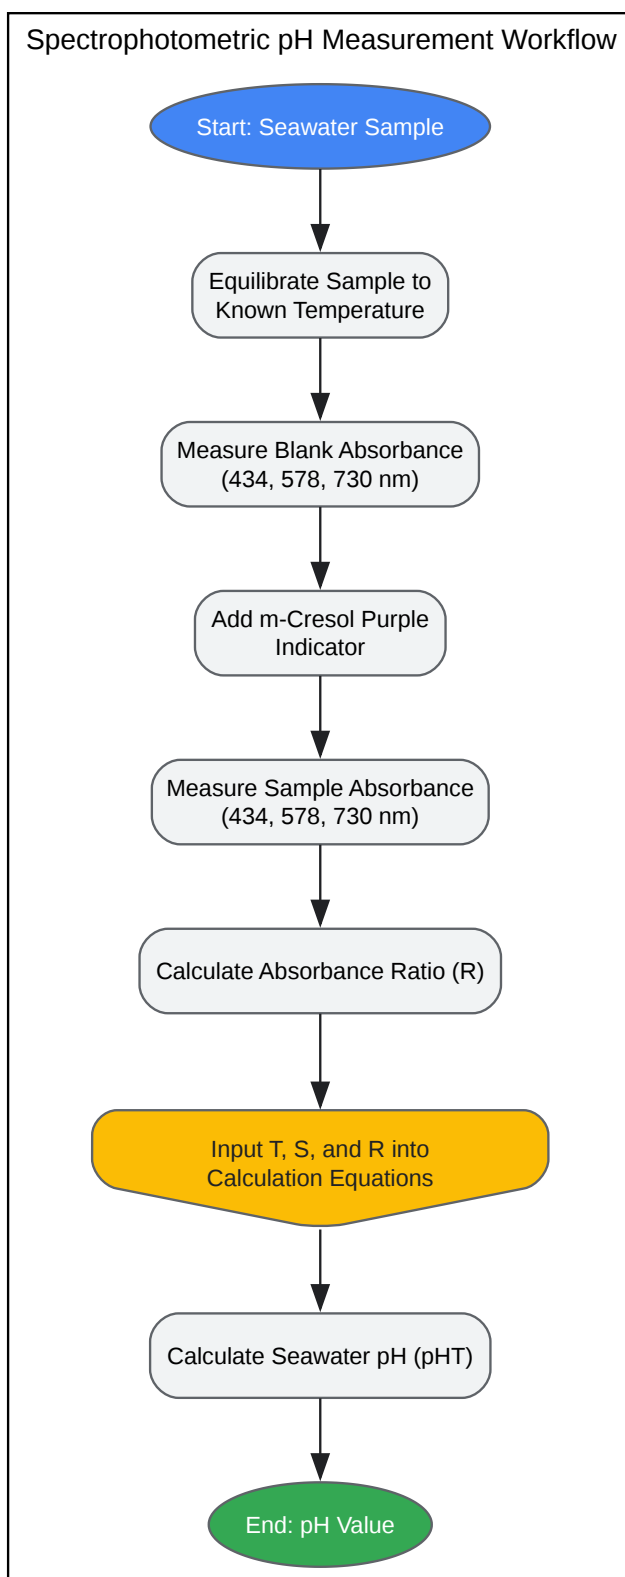 Spectrophotometric pH Measurement Workflow
Start: Seawater Sample
Equilibrate Sample to
Known Temperature
Measure Blank Absorbance
(434, 578, 730 nm)
Add m-Cresol Purple
Indicator
Measure Sample Absorbance
(434, 578, 730 nm)
Calculate Absorbance Ratio (R)
Input T, S, and R into
Calculation Equations
Calculate Seawater pH (pHT)
End: pH Value